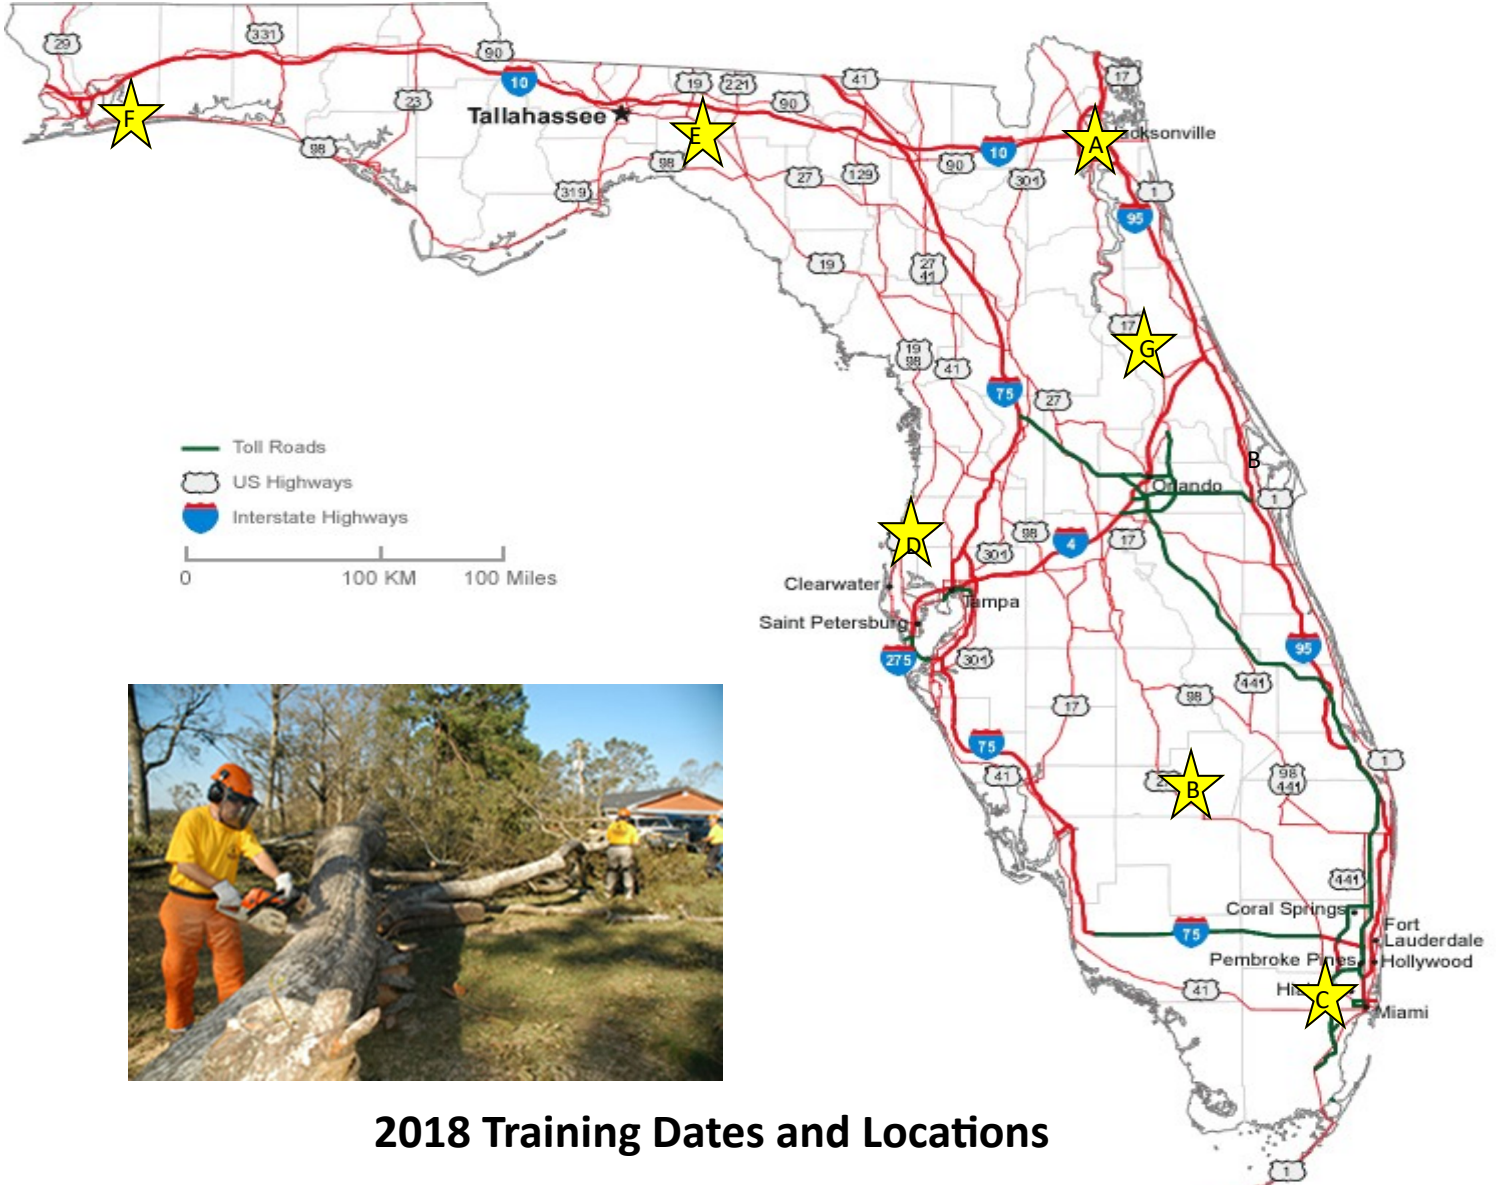 29
331
90
10
23
98
Tallahassee
19
221
90
41
98
319
27
129
19
27
41
10
90
301
17
cksonville
1
95
F
E
A
17
G
19
98
41
75
27
B
Orlando
1
Toll Roads
US Highways
Interstate Highways
0
100 KM
100 Miles
D
98
301
4
17
Clearwater
Tampa
Saint Petersburg
275
301
95
441
98
17
75
41
1
B
98
441
441
Coral Springs
Fort
Lauderdale
75
Pembroke Pines
Hollywood
41
C
Miami
1
2018 Training Dates and Locations